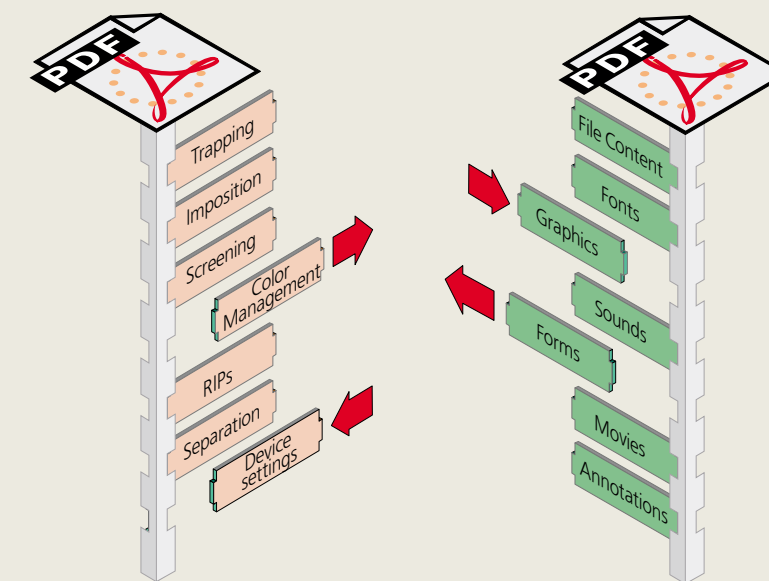 PDF
Trapping
Imposition
Screening
Color
Management
RIPs
Separation
Device
settings
PDF
File Content
Fonts
Graphics
Sounds
Forms
Movies
Annotations